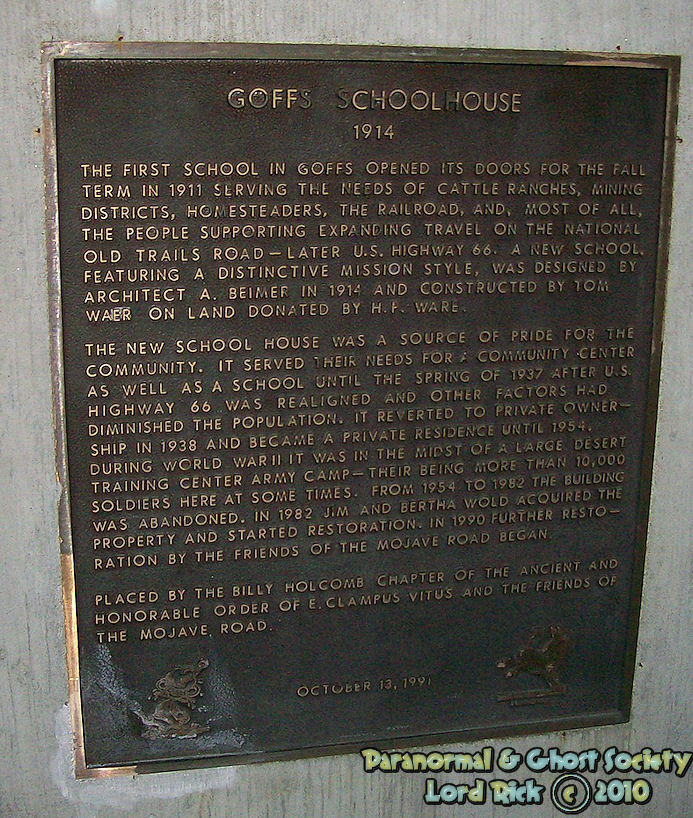 GOFFS SCHOOLHOUSE
1914
THE FIRST SCHOOL IN GOFFS OPENED ITS DOORS FOR THE FALL
TERM IN 1911 SERVING THE NEEDS OF CATTLE RANCHES, MINING
DISTRICTS, HOMESTEADERS, THE RAILROAD, AND, MOST OF ALL,
THE PEOPLE SUPPORTING EXPANDING TRAVEL ON THE NATIONAL
OLD TRAILS ROAD—LATER U.S. HIGHWAY 66. A NEW SCHOOL,
FEATURING A DISTINCTIVE MISSION STYLE, WAS DESIGNED BY
ARCHITECT A. BEIMER IN 1914 AND CONSTRUCTED BY TOM
WAER ON LAND DONATED BY H.P. WARE.
THE NEW SCHOOL HOUSE WAS A SOURCE OF PRIDE FOR THE
COMMUNITY. IT SERVED THEIR NEEDS FOR A COMMUNITY CENTER
AS WELL AS A SCHOOL UNTIL THE SPRING OF 1937 AFTER U.S.
HIGHWAY 66 WAS REALIGNED AND OTHER FACTORS HAD
DIMINISHED THE POPULATION. IT REVERTED TO PRIVATE OWNER—
SHIP IN 1938 AND BECAME A PRIVATE RESIDENCE UNTIL 1954.
DURING WORLD WAR II IT WAS IN THE MIDST OF A LARGE DESERT
TRAINING CENTER ARMY CAMP—THEIR BEING MORE THAN 10,000
SOLDIERS HERE AT SOME TIMES. FROM 1954 TO 1982 THE BUILDING
WAS ABANDONED. IN 1982 JIM AND BERTHA WOLD ACQUIRED THE
PROPERTY AND STARTED RESTORATION. IN 1990 FURTHER RESTO—
RATION BY THE FRIENDS OF THE MOJAVE ROAD BEGAN.
PLACED BY THE BILLY HOLCOMB CHAPTER OF THE ANCIENT AND
HONORABLE ORDER OF E. CLAMPUS VITUS AND THE FRIENDS OF
THE MOJAVE ROAD.
OCTOBER 13, 1991
Paranormal & Ghost Society
Lord Rick © 2010